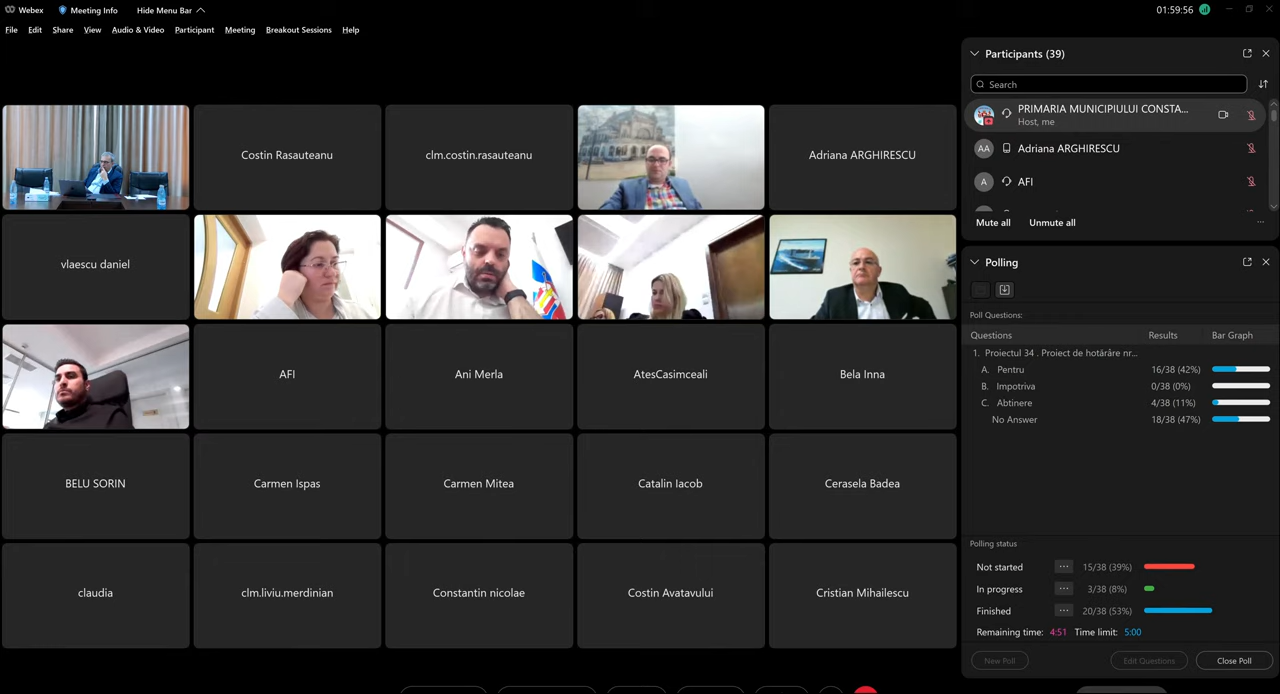 Webex Meeting Info Hide Menu Bar 01:59:56
File Edit Share View Audio & Video Participant Meeting Breakout Sessions Help
Costin Rasauteanu
clm.costin.rasauteanu
Adriana ARGHIRESCU
vlaescu daniel
AFI
Ani Merla
AtesCasimceali
Bela Inna
BELU SORIN
Carmen Ispas
Carmen Mitea
Catalin Iacob
Cerasela Badea
claudia
clm.liviu.merdinian
Constantin nicolae
Costin Avatavului
Cristian Mihailescu
Participants (39)
Search
PRIMARIA MUNICIPIULUI CONSTA...
Host, me
AA Adriana ARGHIRESCU
A AFI
Mute all Unmute all
Polling
Poll Questions:
Questions Results Bar Graph
1. Proiectul 34 . Proiect de hotărâre nr...
A. Pentru 16/38 (42%)
B. Impotriva 0/38 (0%)
C. Abtinere 4/38 (11%)
No Answer 18/38 (47%)
Polling status
Not started 15/38 (39%)
In progress 3/38 (8%)
Finished 20/38 (53%)
Remaining time: 4:51 Time limit: 5:00
New Poll Edit Questions Close Poll